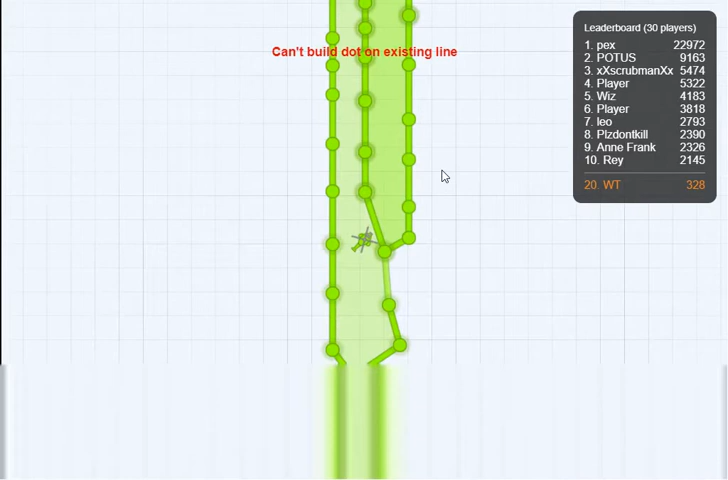 Can't build dot on existing line
Leaderboard (30 players)
1. pex 22972
2. POTUS 9163
3. xXscrubmanXx 5474
4. Player 5322
5. Wiz 4183
6. Player 3818
7. leo 2793
8. Plzdontkill 2390
9. Anne Frank 2326
10. Rey 2145
20. WT 328